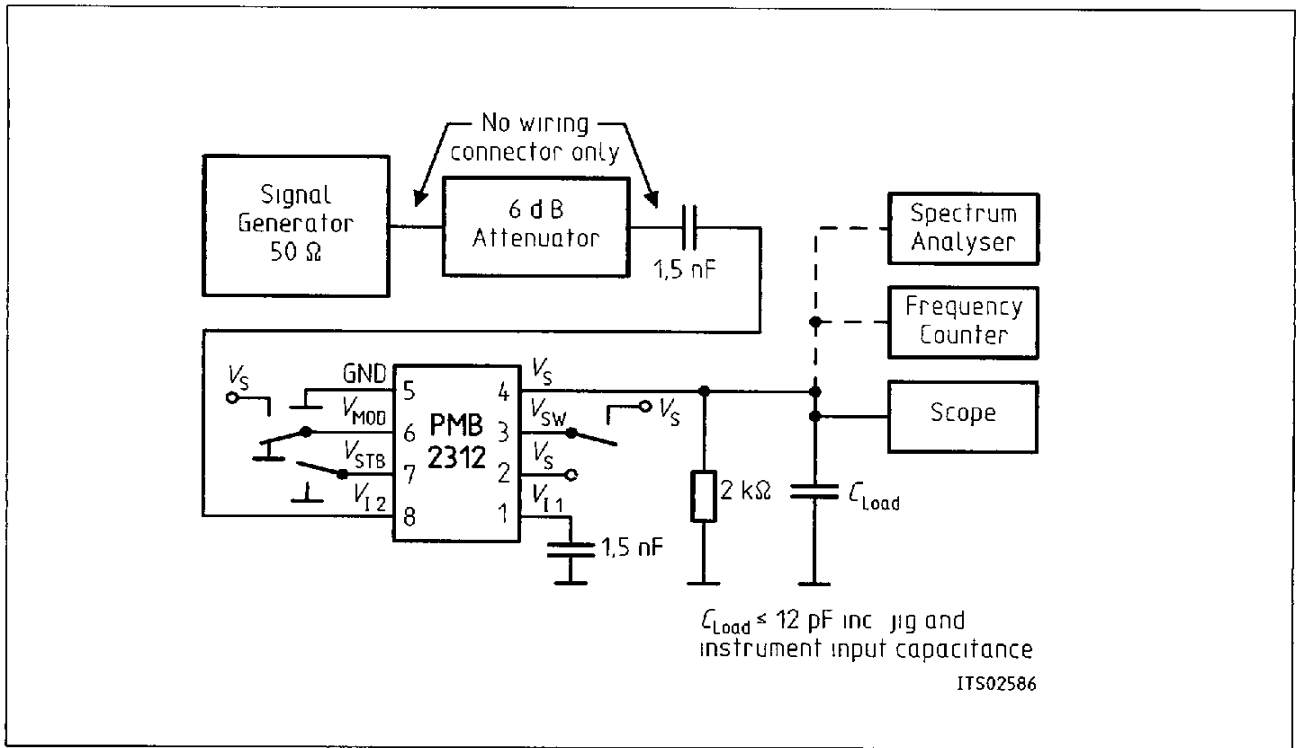 No wiring
connector only
Signal
Generator
50 Ω
6 dB
Attenuator
1,5 nF
Spectrum
Analyser
Frequency
Counter
Scope
V_S
GND
V_MOD
V_STB
V_I2
5
6
7
8
PMB
2312
4
3
2
1
V_S
V_SW
V_S
V_I1
V_S
1,5 nF
2 kΩ
C_Load
C_Load ≤ 12 pF inc jig and
instrument input capacitance
ITS02586